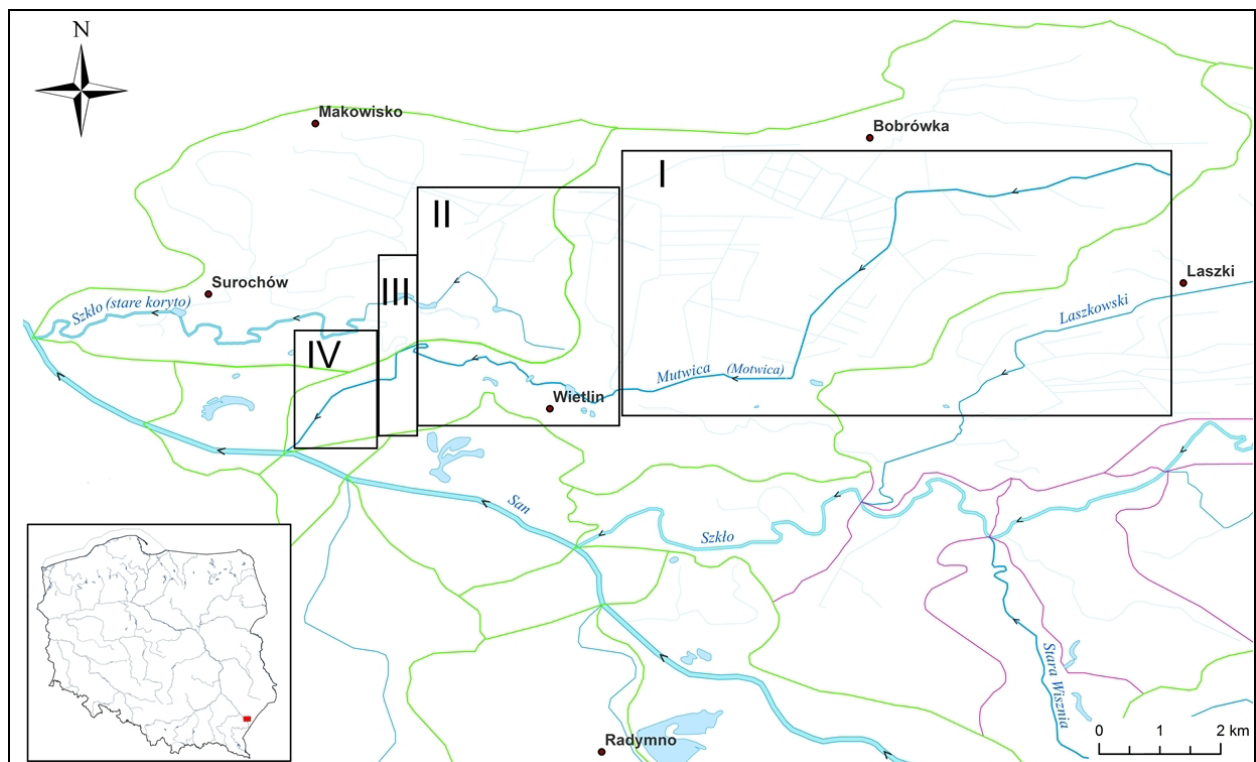 N
Makowisko
Bobrówka
I
II
Surochów
III
Laszki
Szkło (stare koryto)
Laszkowski
IV
Mutwica (Motwica)
Wietlin
San
Szkło
Stara Wisznia
Radymno
0 1 2 km